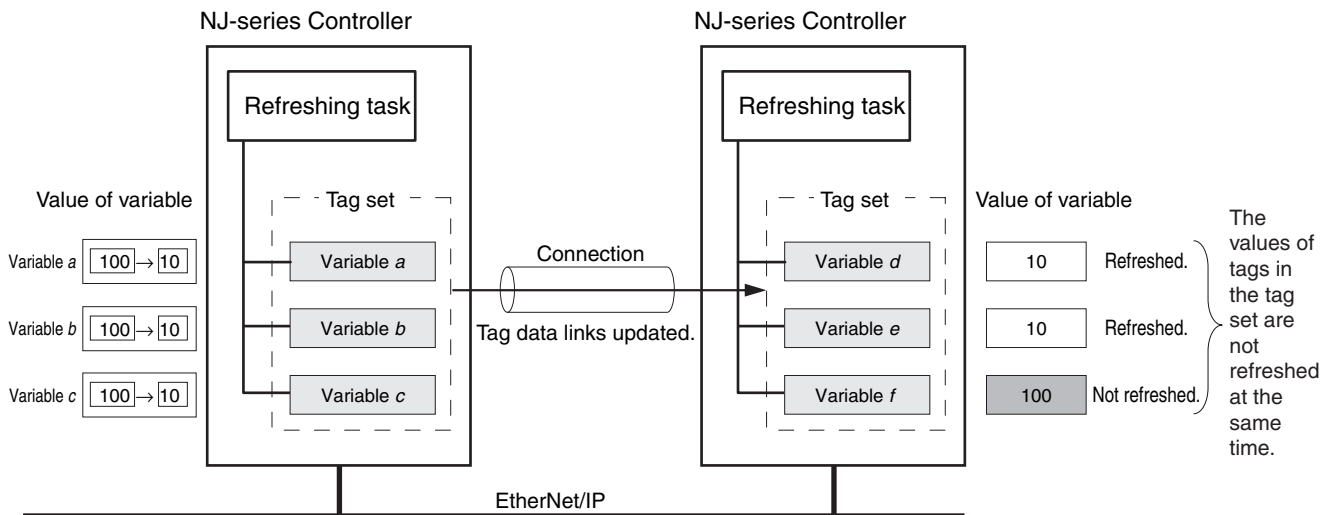 NJ-series Controller
NJ-series Controller
Refreshing task
Refreshing task
Value of variable
Tag set
Tag set
Value of variable
Variable a
100 → 10
Variable a
Connection
Variable d
10
Refreshed.
Variable b
100 → 10
Variable b
Tag data links updated.
Variable e
10
Refreshed.
Variable c
100 → 10
Variable c
Variable f
100
Not refreshed.
The
values of
tags in
the tag
set are
not
refreshed
at the
same
time.
EtherNet/IP